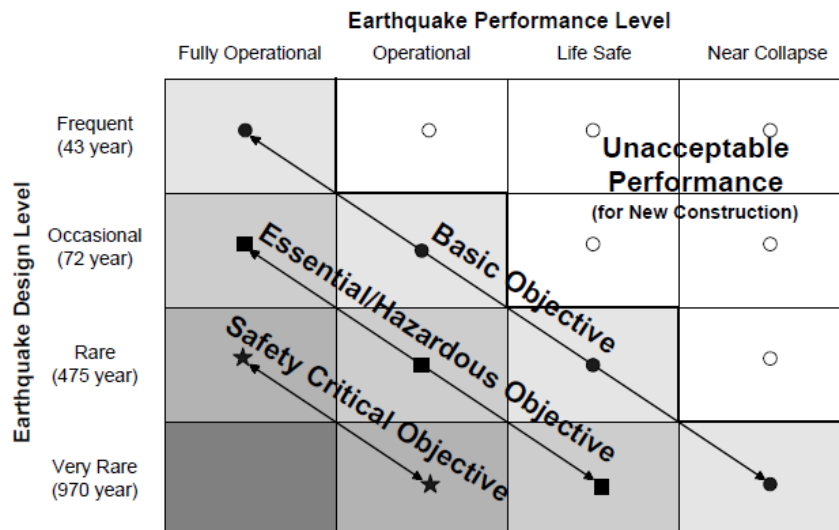 Earthquake Performance Level
Fully Operational
Operational
Life Safe
Near Collapse
Earthquake Design Level
Frequent
(43 year)
Unacceptable
Performance
(for New Construction)
Occasional
(72 year)
Basic Objective
Essential/Hazardous Objective
Rare
(475 year)
Safety Critical Objective
Very Rare
(970 year)